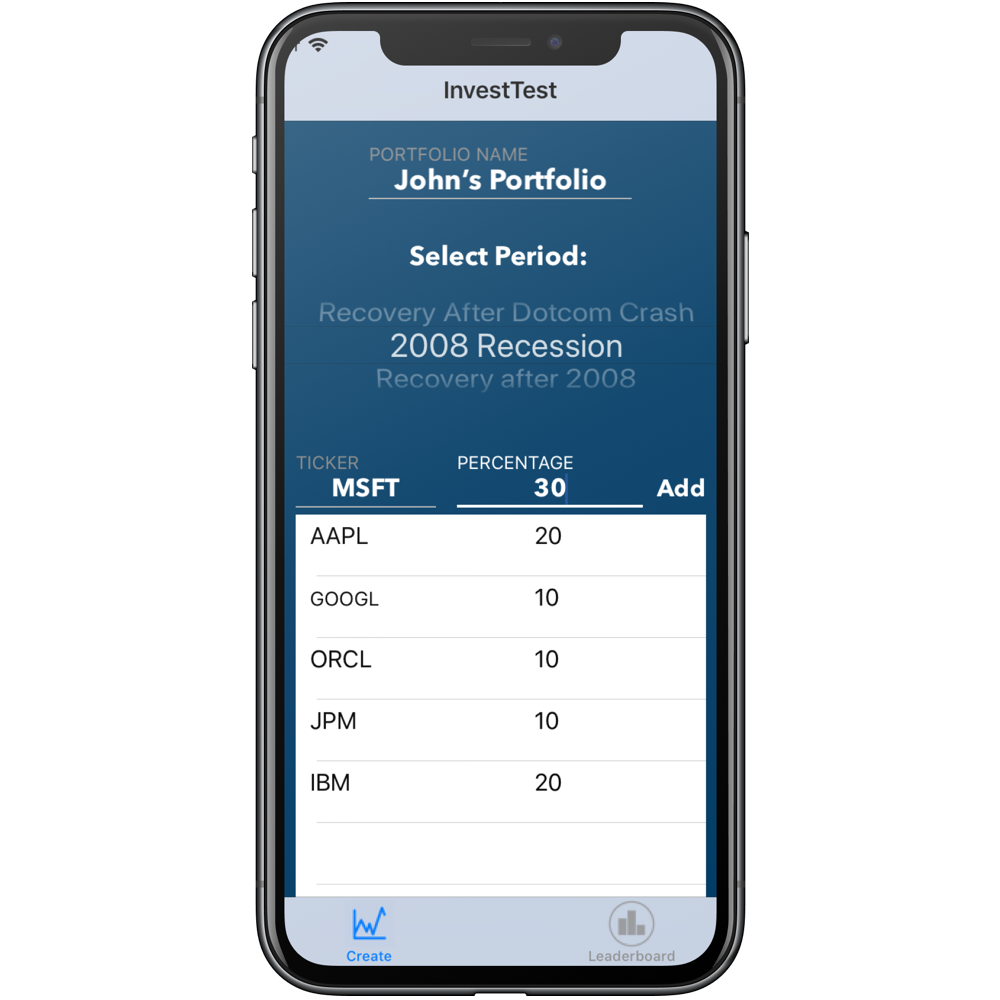 InvestTest
PORTFOLIO NAME
John’s Portfolio
Select Period:
Recovery After Dotcom Crash
2008 Recession
Recovery after 2008
TICKER PERCENTAGE
MSFT 30 Add
AAPL 20
GOOGL 10
ORCL 10
JPM 10
IBM 20
Create Leaderboard